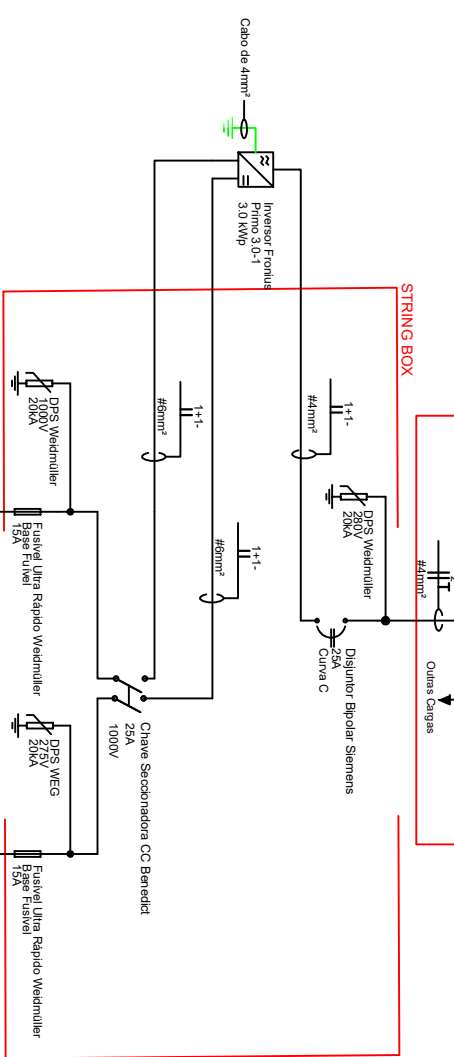 Outras Cargas
#4mm²
STRING BOX
Disjuntor Bipolar Siemens
25A
Curva C
DPS Weidmüller
280V
20kA
1+1-
#4mm²
Inversor Fronius
Primo 3.0-1
3.0 kWp
Cabo de 4mm²
1+1-
#6mm²
1+1-
#6mm²
Chave Seccionadora CC Benedict
25A
1000V
DPS Weidmüller
1000V
20kA
DPS WEG
275V
20kA
Fusível Ultra Rápido Weidmüller
Base Fuível
15A
Fusível Ultra Rápido Weidmüller
Base Fusível
15A